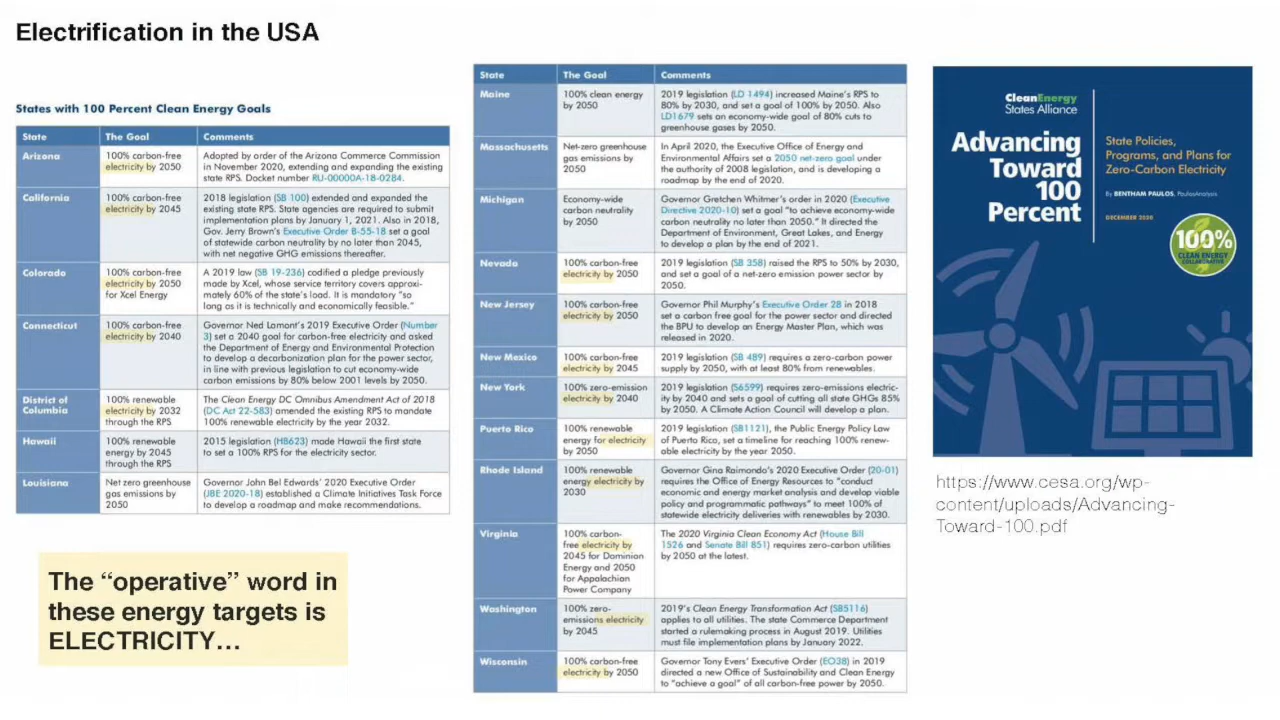 Electrification in the USA
States with 100 Percent Clean Energy Goals
State The Goal Comments
Arizona
100% carbon-free
electricity by 2050
Adopted by order of the Arizona Commerce Commission
in November 2020, extending and expanding the existing
state RPS. Docket number RU-00000A-18-0284.
California
100% carbon-free
electricity by 2045
2018 legislation (SB 100) extended and expanded the
existing state RPS. State agencies are required to submit
implementation plans by January 1, 2021. Also in 2018,
Gov. Jerry Brown's Executive Order B-55-18 set a goal
of statewide carbon neutrality by no later than 2045,
with net negative GHG emissions thereafter.
Colorado
100% carbon-free
electricity by 2050
for Xcel Energy
A 2019 law (SB 19-236) codified a pledge previously
made by Xcel, whose service territory covers approxi-
mately 60% of the state's load. It is mandatory "so
long as it is technically and economically feasible."
Connecticut
100% carbon-free
electricity by 2040
Governor Ned Lamont's 2019 Executive Order (Number
3) set a 2040 goal for carbon-free electricity and asked
the Department of Energy and Environmental Protection
to develop a decarbonization plan for the power sector,
in line with previous legislation to cut economy-wide
carbon emissions by 80% below 2001 levels by 2050.
District of
Columbia
100% renewable
electricity by 2032
through the RPS
The Clean Energy DC Omnibus Amendment Act of 2018
(DC Act 22-583) amended the existing RPS to mandate
100% renewable electricity by the year 2032.
Hawaii
100% renewable
energy by 2045
through the RPS
2015 legislation (HB623) made Hawaii the first state
to set a 100% RPS for the electricity sector.
Louisiana
Net zero greenhouse
gas emissions by
2050
Governor John Bel Edwards' 2020 Executive Order
(JBE 2020-18) established a Climate Initiatives Task Force
to develop a roadmap and make recommendations.
The “operative” word in
these energy targets is
ELECTRICITY…
State The Goal Comments
Maine
100% clean energy
by 2050
2019 legislation (LD 1494) increased Maine's RPS to
80% by 2030, and set a goal of 100% by 2050. Also
LD1679 sets an economy-wide goal of 80% cuts to
greenhouse gases by 2050.
Massachusetts
Net-zero greenhouse
gas emissions by
2050
In April 2020, the Executive Office of Energy and
Environmental Affairs set a 2050 net-zero goal under
the authority of 2008 legislation, and is developing a
roadmap by the end of 2020.
Michigan
Economy-wide
carbon neutrality
by 2050
Governor Gretchen Whitmer's order in 2020 (Executive
Directive 2020-10) set a goal "to achieve economy-wide
carbon neutrality no later than 2050." It directed the
Department of Environment, Great Lakes, and Energy
to develop a plan by the end of 2021.
Nevada
100% carbon-free
electricity by 2050
2019 legislation (SB 358) raised the RPS to 50% by 2030,
and set a goal of a net-zero emission power sector by
2050.
New Jersey
100% carbon-free
electricity by 2050
Governor Phil Murphy's Executive Order 28 in 2018
set a carbon free goal for the power sector and directed
the BPU to develop an Energy Master Plan, which was
released in 2020.
New Mexico
100% carbon-free
electricity by 2045
2019 legislation (SB 489) requires a zero-carbon power
supply by 2050, with at least 80% from renewables.
New York
100% zero-emission
electricity by 2040
2019 legislation (S6599) requires zero-emissions electric-
ity by 2040 and sets a goal of cutting all state GHGs 85%
by 2050. A Climate Action Council will develop a plan.
Puerto Rico
100% renewable
energy for electricity
by 2050
2019 legislation (SB1121), the Public Energy Policy Law
of Puerto Rico, set a timeline for reaching 100% renew-
able electricity by the year 2050.
Rhode Island
100% renewable
energy electricity by
2030
Governor Gina Raimondo's 2020 Executive Order (20-01)
requires the Office of Energy Resources to "conduct
economic and energy market analysis and develop viable
policy and programmatic pathways" to meet 100% of
statewide electricity deliveries with renewables by 2030.
Virginia
100% carbon-
free electricity by
2045 for Dominion
Energy and 2050
for Appalachian
Power Company
The 2020 Virginia Clean Economy Act (House Bill
1526 and Senate Bill 851) requires zero-carbon utilities
by 2050 at the latest.
Washington
100% zero-
emissions electricity
by 2045
2019's Clean Energy Transformation Act (SB5116)
applies to all utilities. The state Commerce Department
started a rulemaking process in August 2019. Utilities
must file implementation plans by January 2022.
Wisconsin
100% carbon-free
electricity by 2050
Governor Tony Evers' Executive Order (EO38) in 2019
directed a new Office of Sustainability and Clean Energy
to "achieve a goal" of all carbon-free power by 2050.
CleanEnergy
States Alliance
Advancing
Toward
100
Percent
State Policies,
Programs, and Plans for
Zero-Carbon Electricity
By BENTHAM PAULOS, PaulosAnalysis
DECEMBER 2020
100%
CLEAN ENERGY
COLLABORATIVE
https://www.cesa.org/wp-
content/uploads/Advancing-
Toward-100.pdf